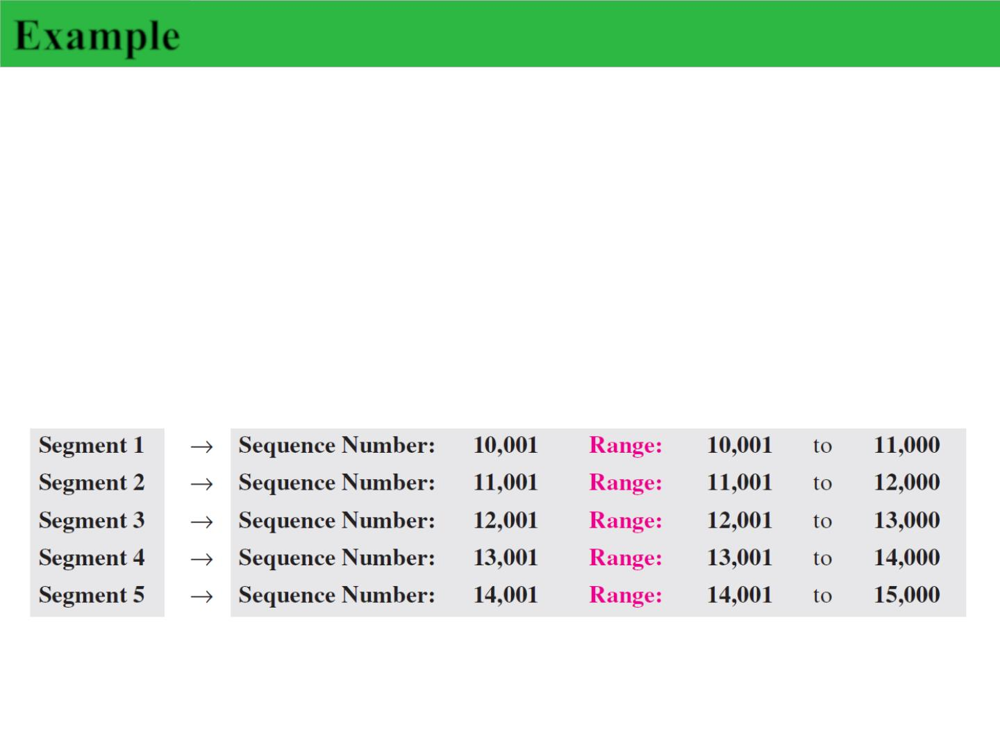 Example
Segment 1 → Sequence Number: 10,001 Range: 10,001 to 11,000
Segment 2 → Sequence Number: 11,001 Range: 11,001 to 12,000
Segment 3 → Sequence Number: 12,001 Range: 12,001 to 13,000
Segment 4 → Sequence Number: 13,001 Range: 13,001 to 14,000
Segment 5 → Sequence Number: 14,001 Range: 14,001 to 15,000